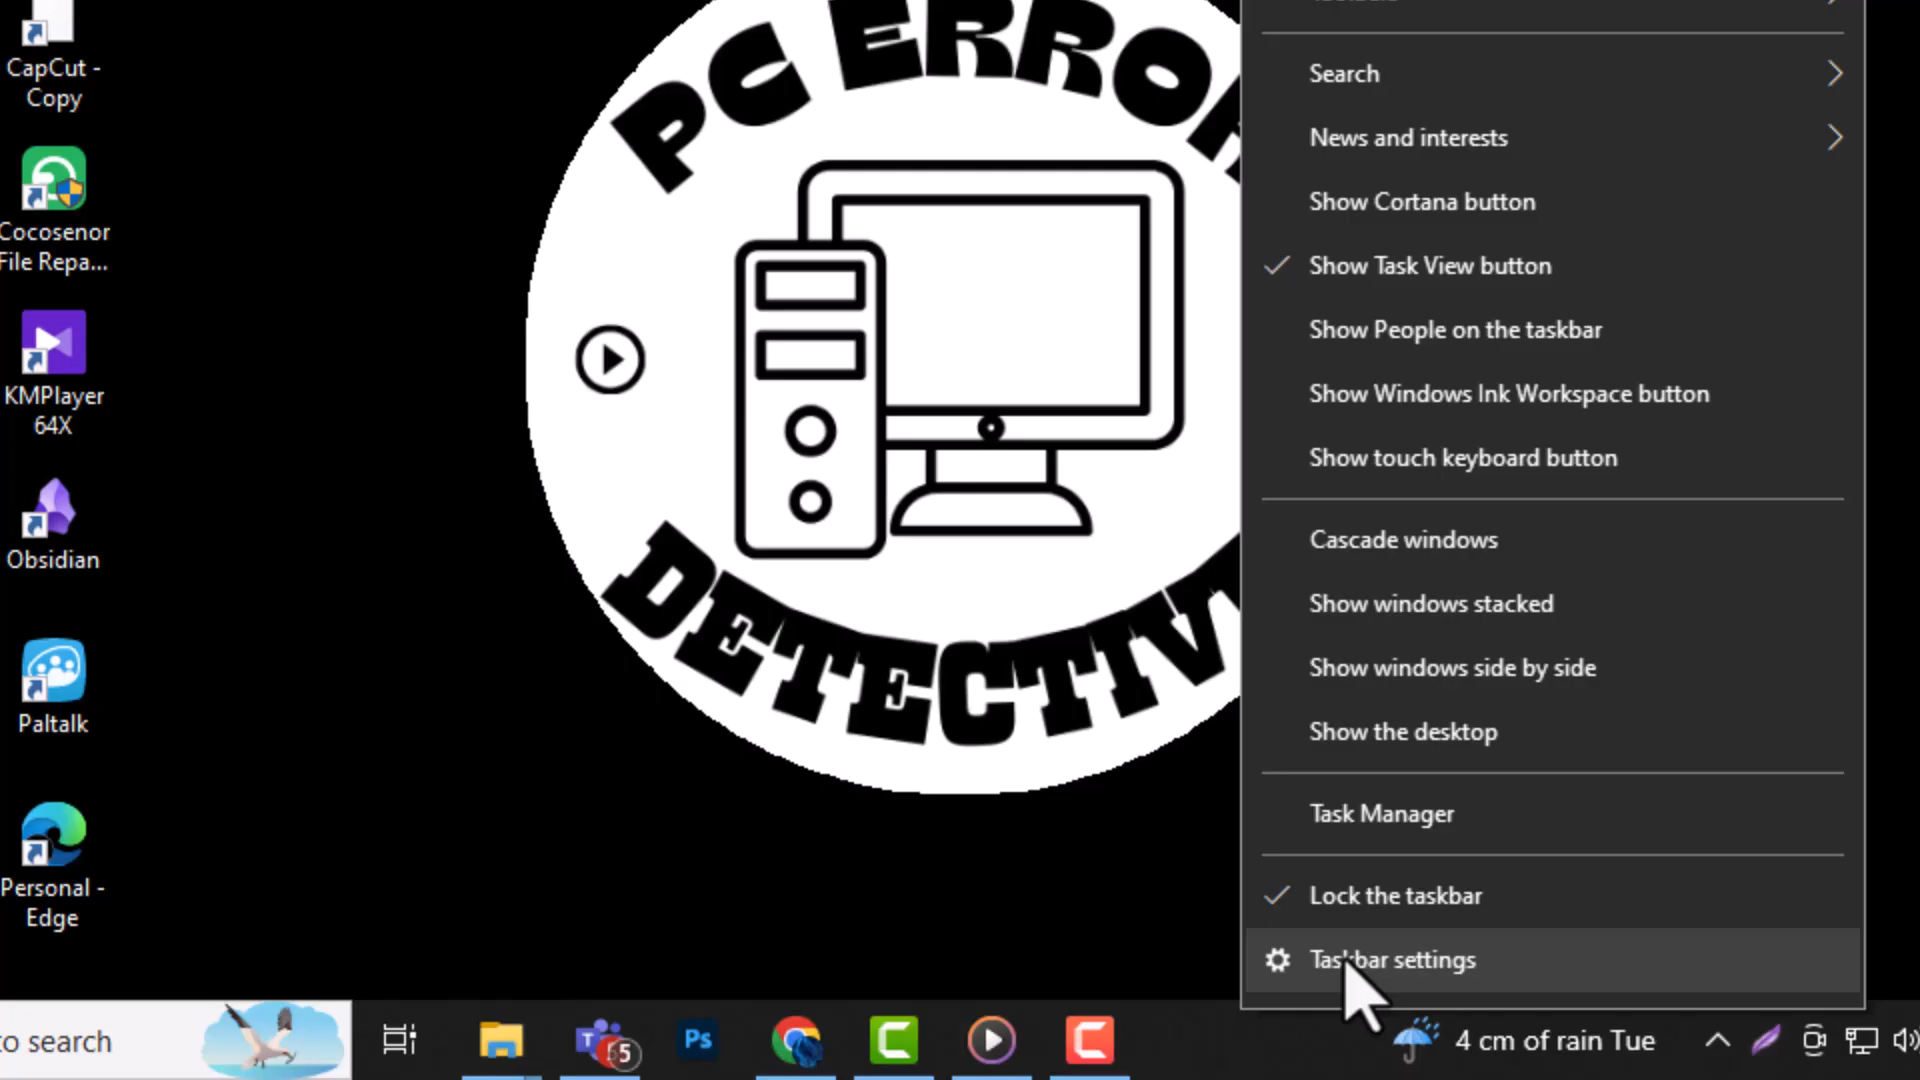 CapCut -
Copy
Cocosenor
File Repa...
KMPlayer
64X
Obsidian
Paltalk
Personal -
Edge
PC ERROR
DETECTIV
Search
News and interests
Show Cortana button
Show Task View button
Show People on the taskbar
Show Windows Ink Workspace button
Show touch keyboard button
Cascade windows
Show windows stacked
Show windows side by side
Show the desktop
Task Manager
Lock the taskbar
Taskbar settings
to search
55
Ps
4 cm of rain Tue